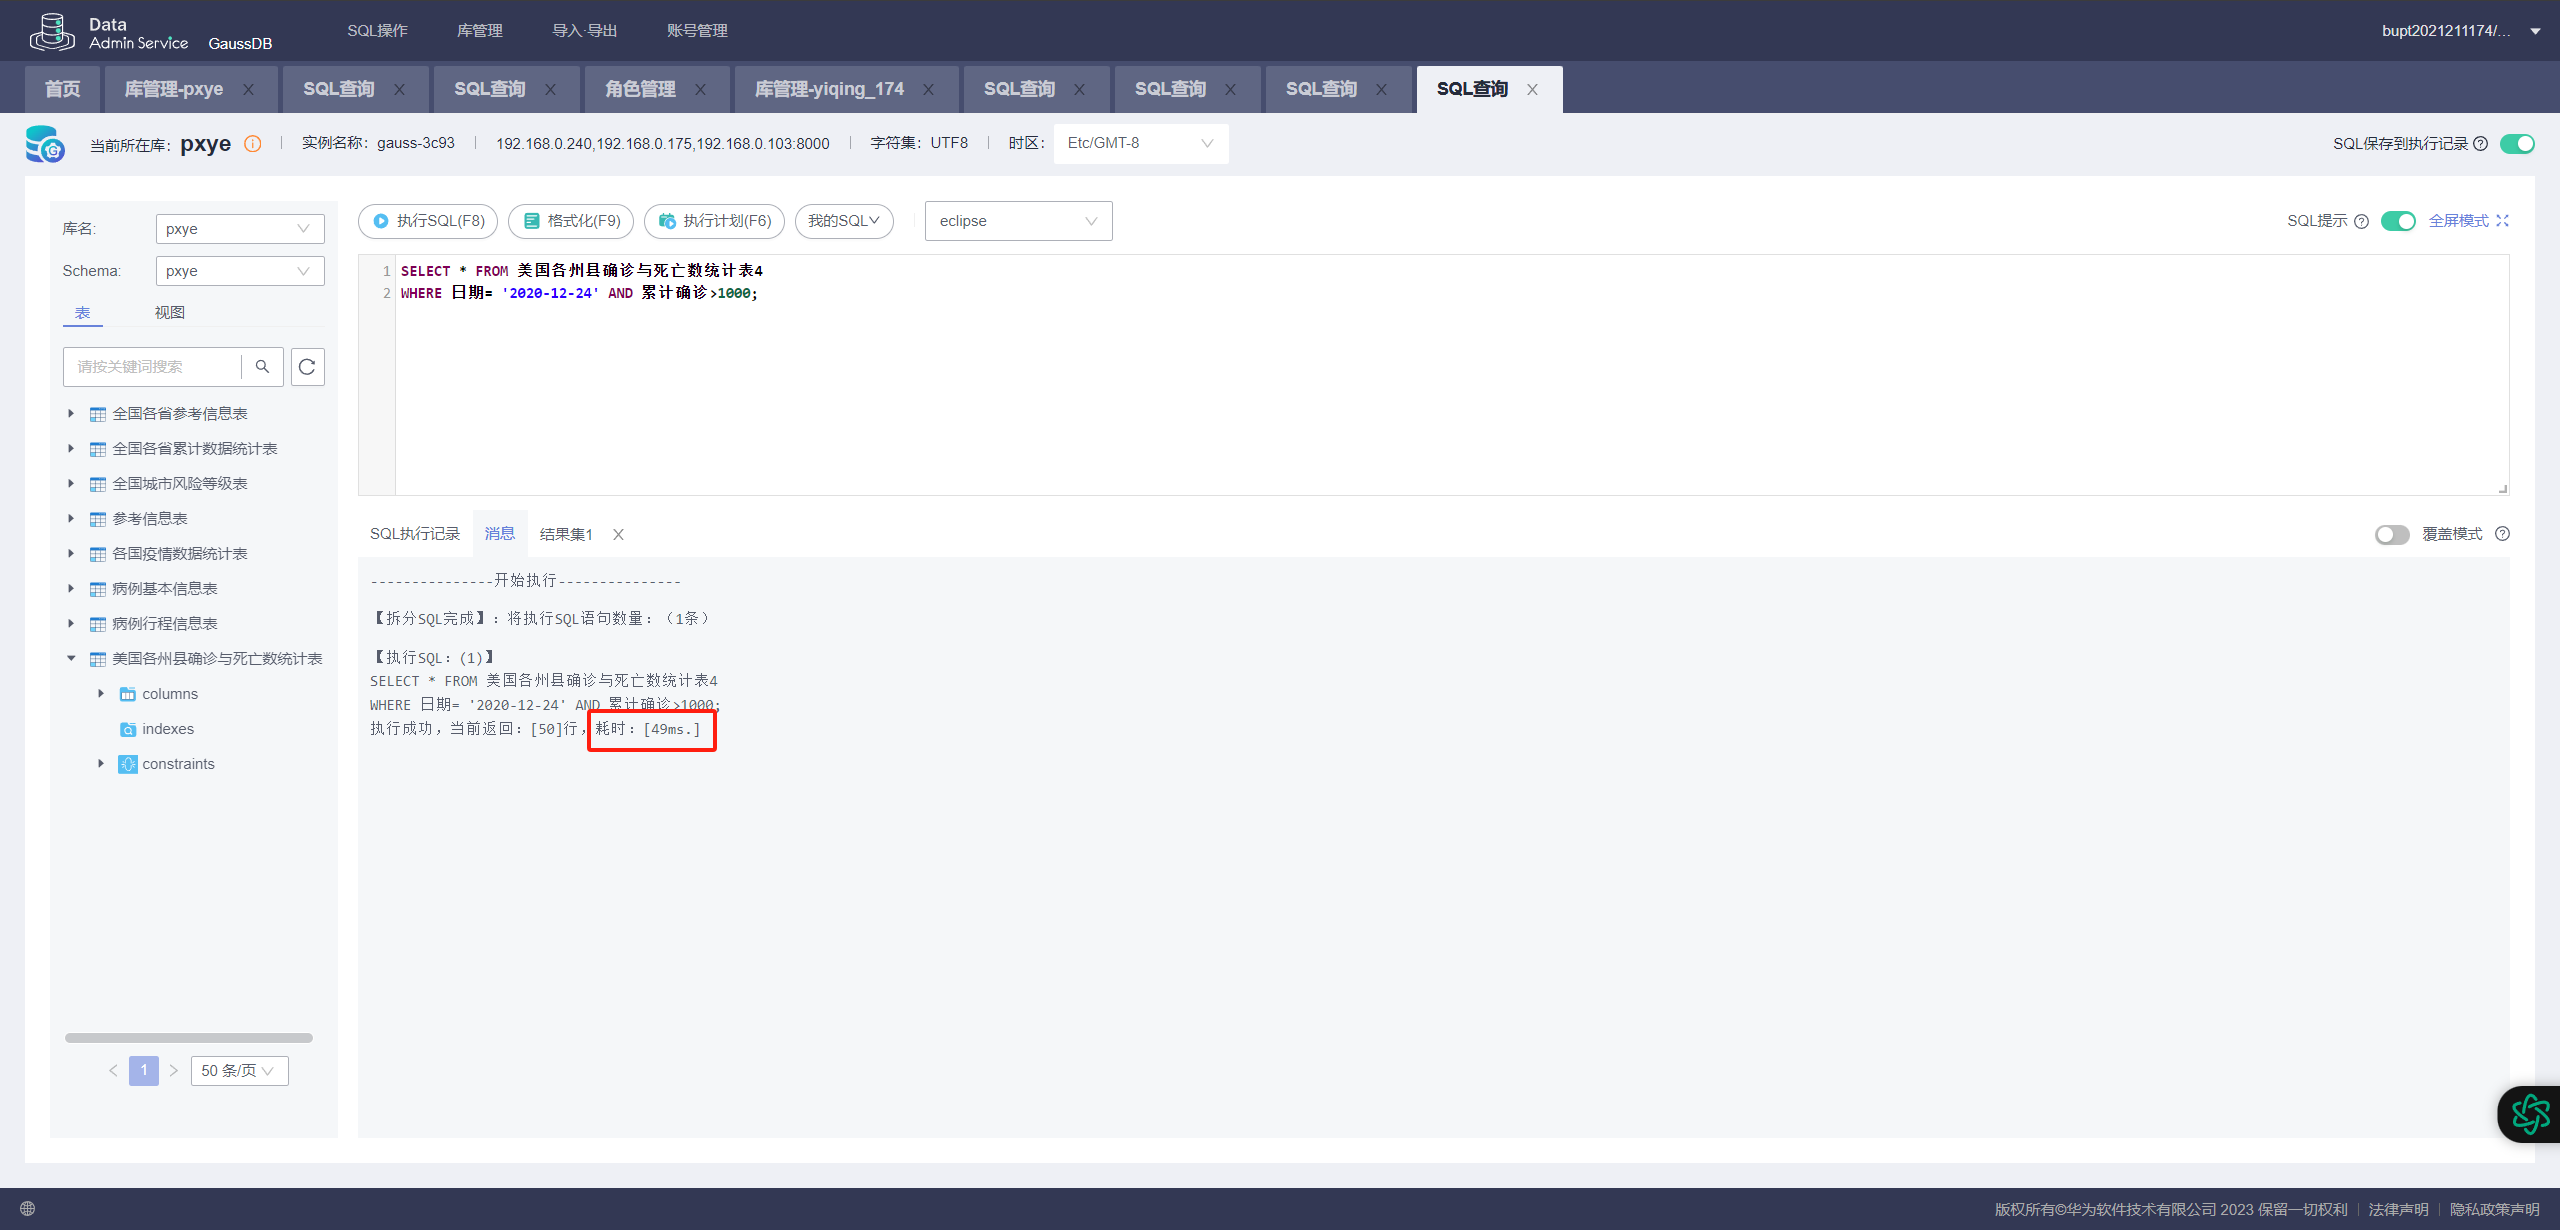 Data
Admin Service GaussDB
SQL操作 库管理 导入·导出 账号管理
bupt2021211174/...
首页 库管理-pxye SQL查询 SQL查询 角色管理 库管理-yiqing_174 SQL查询 SQL查询 SQL查询 SQL查询
当前所在库: pxye 实例名称: gauss-3c93 192.168.0.240,192.168.0.175,192.168.0.103:8000 字符集: UTF8 时区: Etc/GMT-8
SQL保存到执行记录
库名: pxye
Schema: pxye
表 视图
请按关键词搜索
全国各省参考信息表
全国各省累计数据统计表
全国城市风险等级表
参考信息表
各国疫情数据统计表
病例基本信息表
病例行程信息表
美国各州县确诊与死亡数统计表
columns
indexes
constraints
1
50 条/页
执行SQL(F8) 格式化(F9) 执行计划(F6) 我的SQL eclipse
SQL提示 全屏模式
1 SELECT * FROM 美国各州县确诊与死亡数统计表4
2 WHERE 日期= '2020-12-24' AND 累计确诊>1000;
SQL执行记录 消息 结果集1
覆盖模式
---------------开始执行---------------
【拆分SQL完成】：将执行SQL语句数量：（1条）
【执行SQL：(1)】
SELECT * FROM 美国各州县确诊与死亡数统计表4
WHERE 日期= '2020-12-24' AND 累计确诊>1000;
执行成功，当前返回：[50]行，耗时：[49ms.]
版权所有©华为软件技术有限公司 2023 保留一切权利 法律声明 隐私政策声明